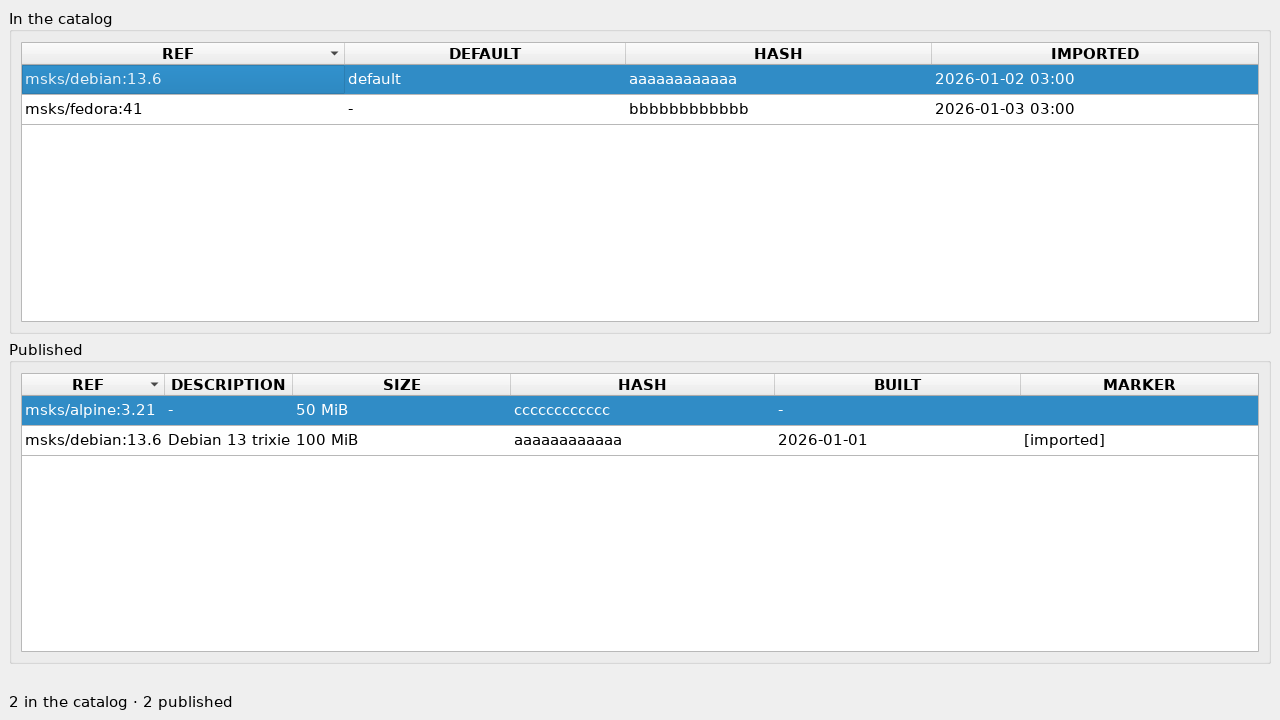 In the catalog
REF DEFAULT HASH IMPORTED
msks/debian:13.6 default aaaaaaaaaaaa 2026-01-02 03:00
msks/fedora:41 - bbbbbbbbbbbb 2026-01-03 03:00
Published
REF DESCRIPTION SIZE HASH BUILT MARKER
msks/alpine:3.21 - 50 MiB cccccccccccc -
msks/debian:13.6 Debian 13 trixie 100 MiB aaaaaaaaaaaa 2026-01-01 [imported]
2 in the catalog · 2 published